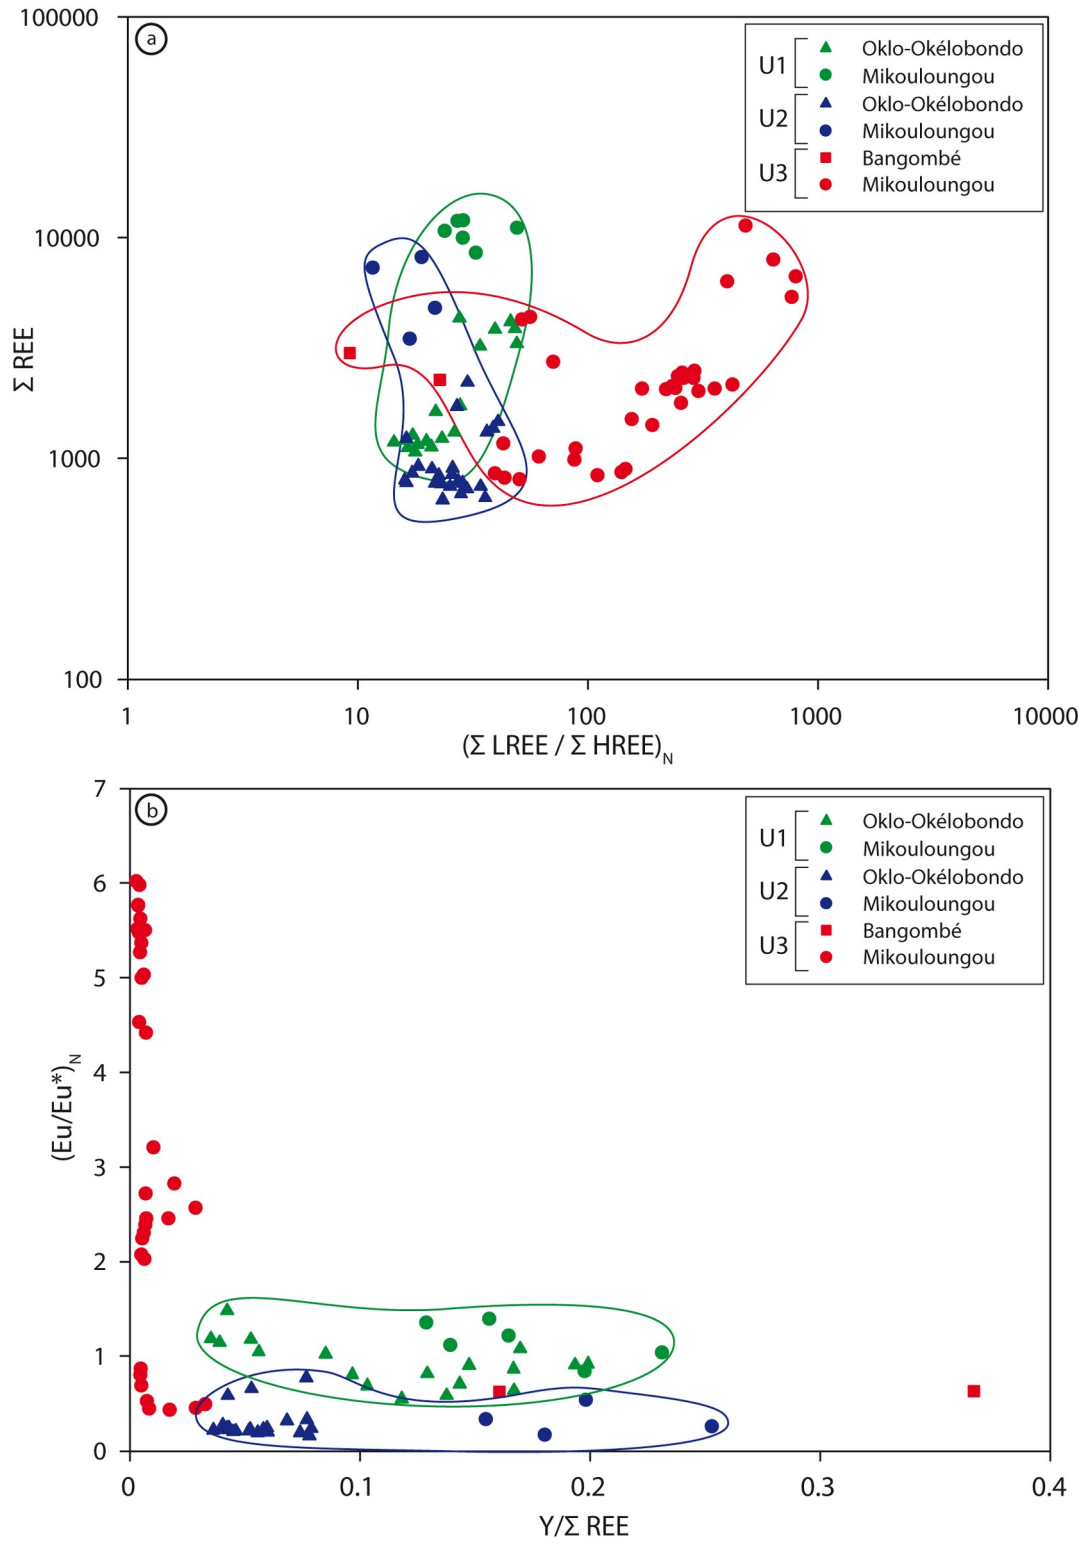 a
100000
10000
1000
100
Σ REE
1 10 100 1000 10000
(Σ LREE / Σ HREE)N
U1
Oklo-Okélobondo
Mikouloungou
U2
Oklo-Okélobondo
Mikouloungou
U3
Bangombé
Mikouloungou
b
7
6
5
4
3
2
1
0
(Eu/Eu*)N
0 0.1 0.2 0.3 0.4
Y/Σ REE
U1
Oklo-Okélobondo
Mikouloungou
U2
Oklo-Okélobondo
Mikouloungou
U3
Bangombé
Mikouloungou